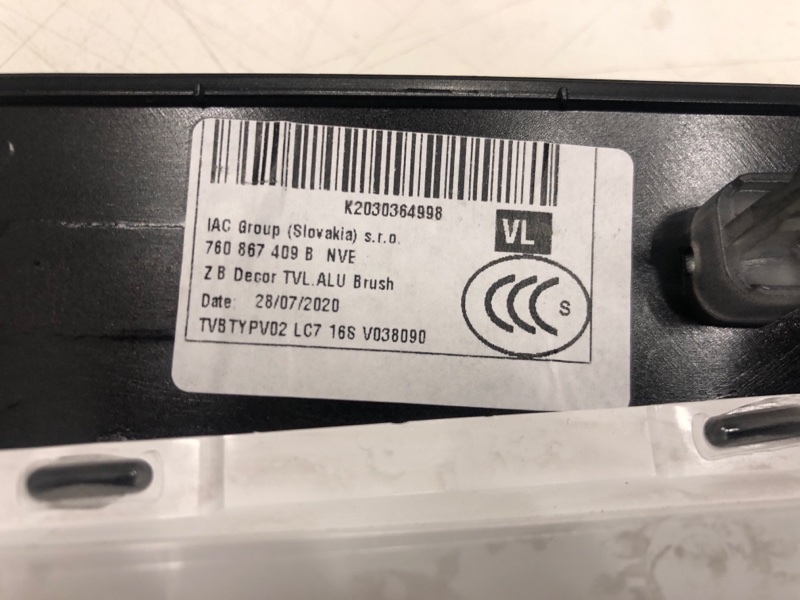 K2030364998
IAC Group (Slovakia) s.r.o.
760 867 409 B NVE
Z B Decor TVL.ALU Brush
Date: 28/07/2020
TVBTYPV02 LC7 16S V038090
VL
CCC S